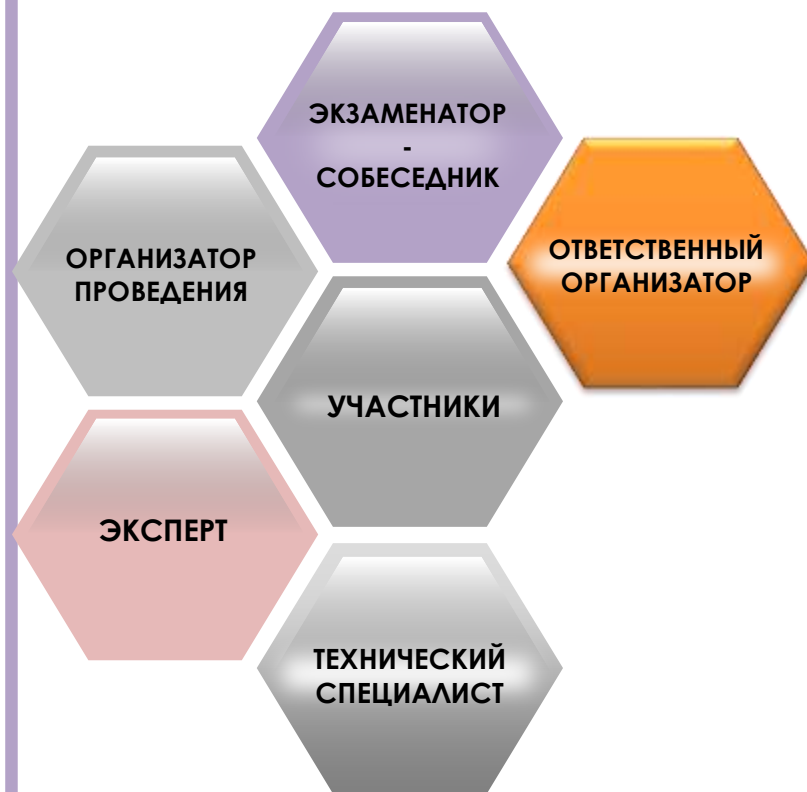 ЭКЗАМЕНАТОР
-
СОБЕСЕДНИК
ОРГАНИЗАТОР
ПРОВЕДЕНИЯ
ОТВЕТСТВЕННЫЙ
ОРГАНИЗАТОР
УЧАСТНИКИ
ЭКСПЕРТ
ТЕХНИЧЕСКИЙ
СПЕЦИАЛИСТ